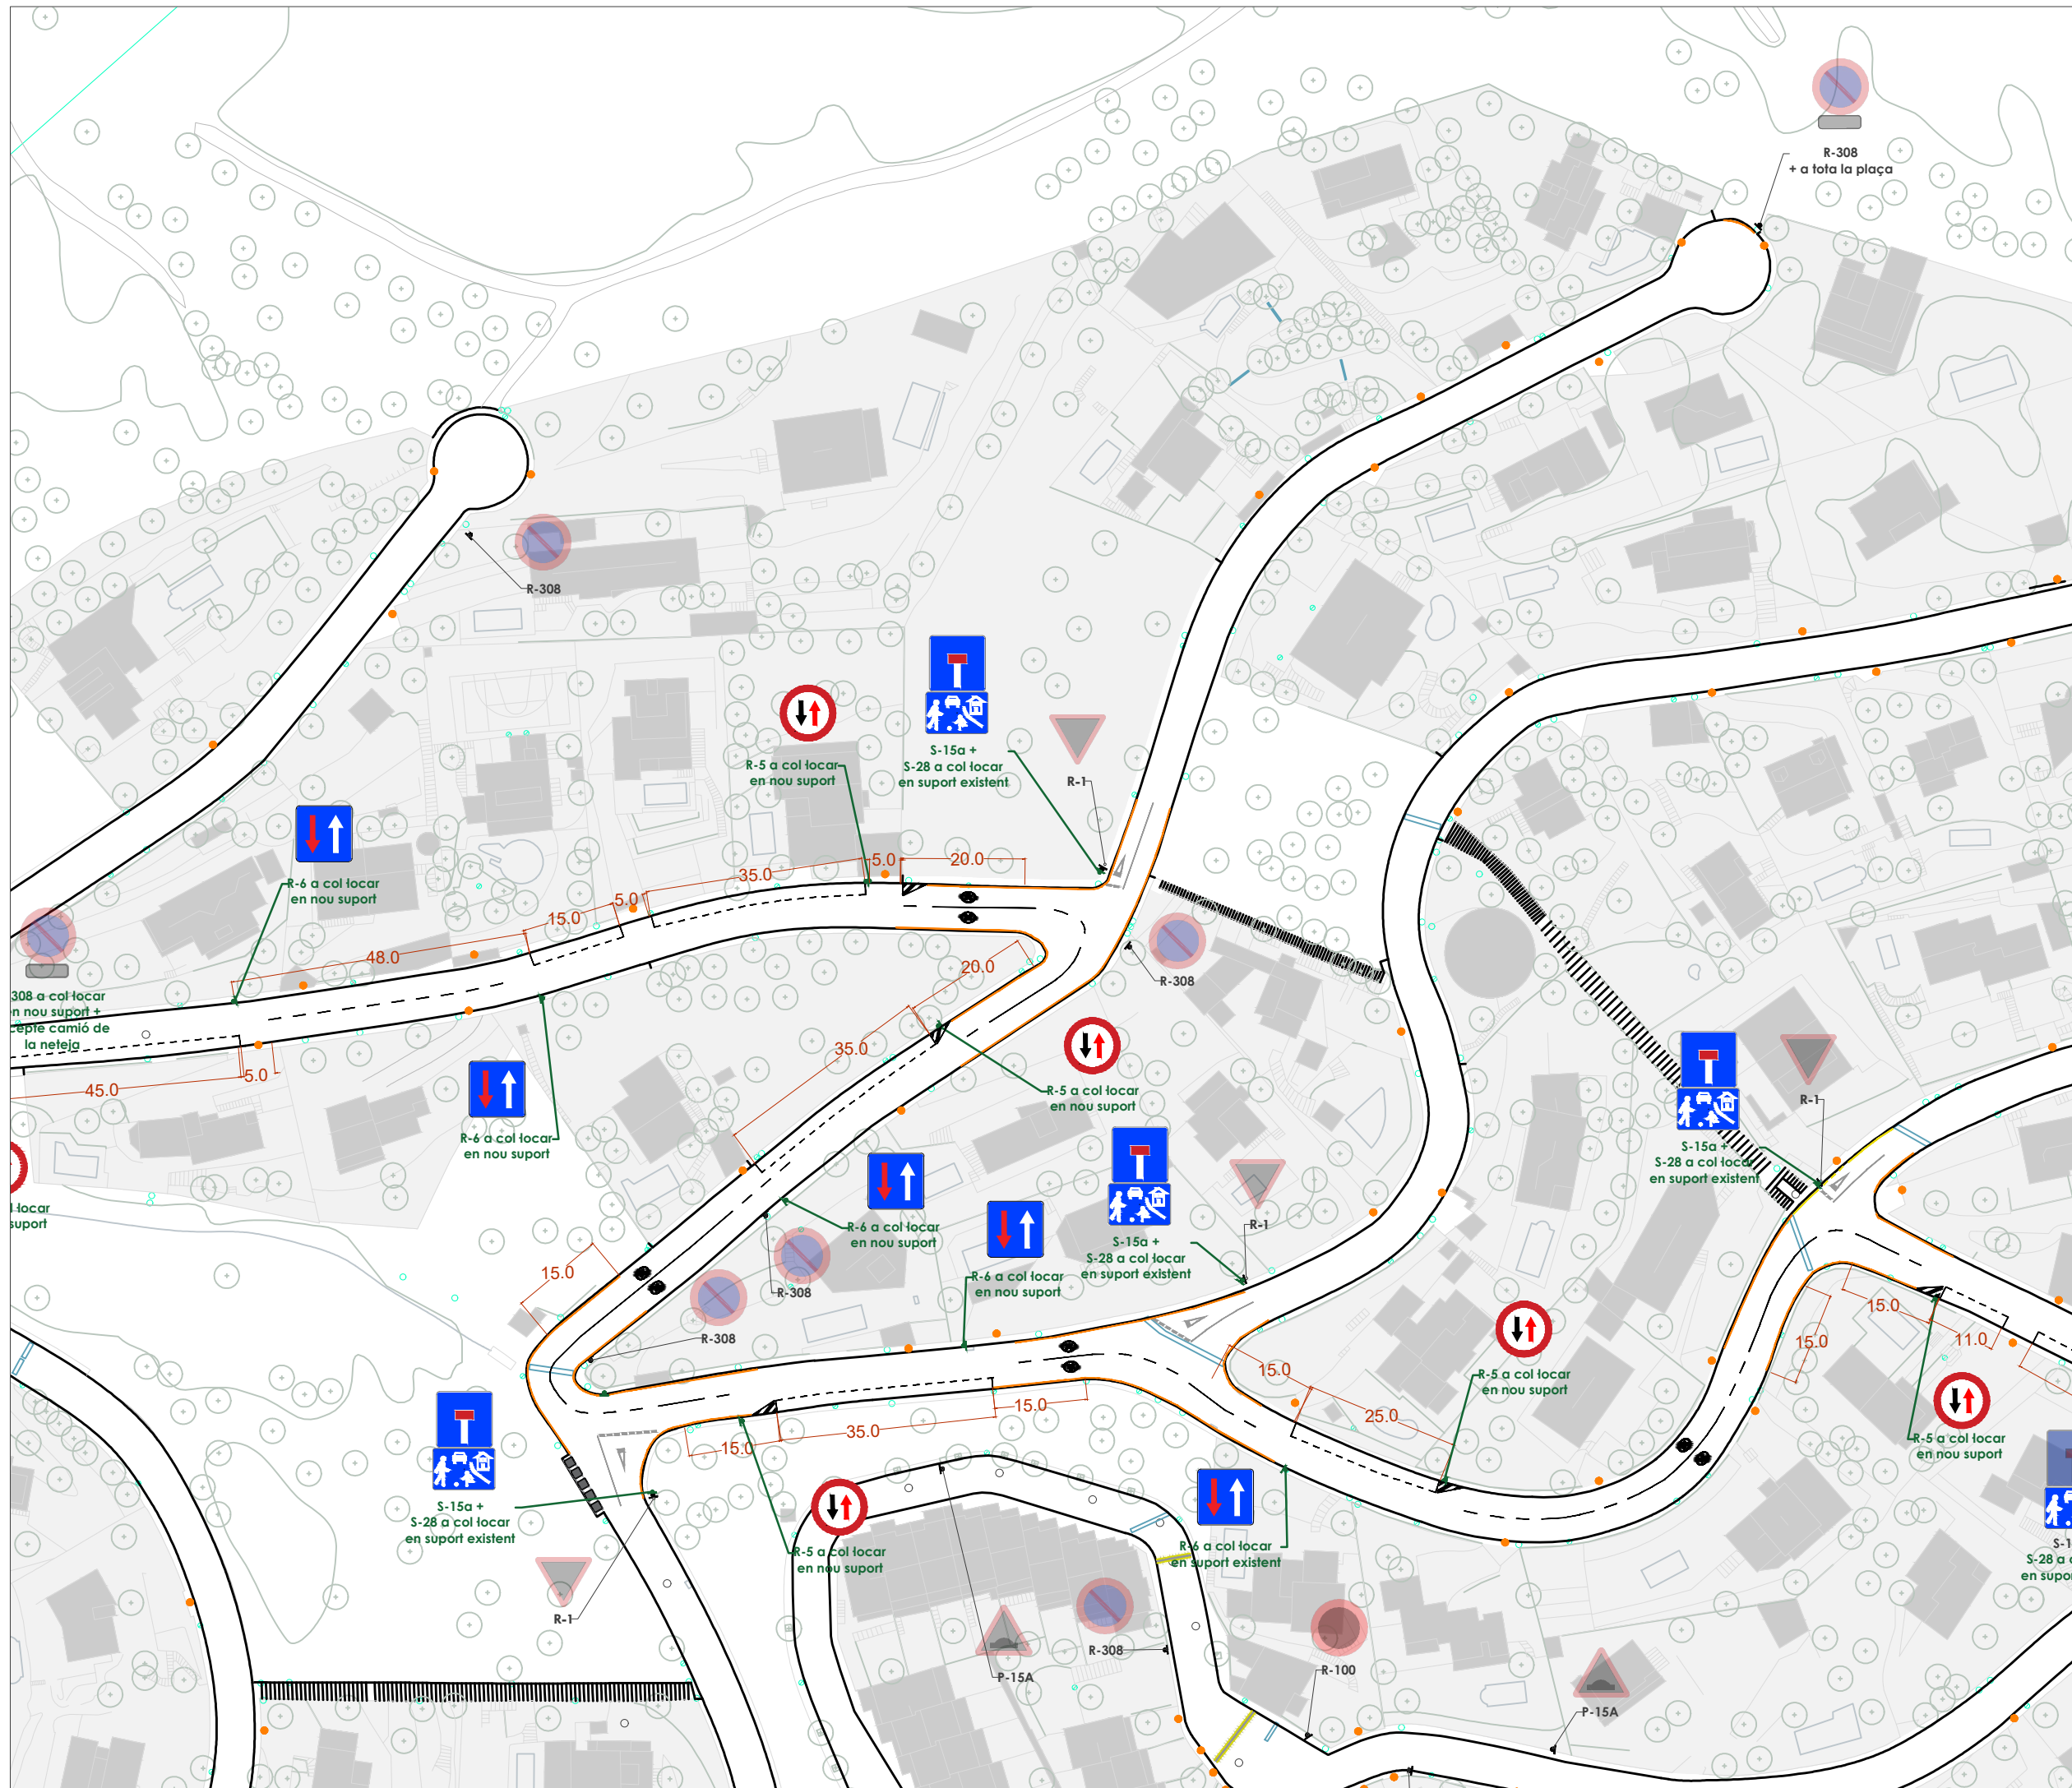 R-308
+ a tota la plaça
R-308
S-15a +
S-28 a col·locar
en suport existent
R-5 a col·locar
en nou suport
R-1
R-6 a col·locar
en nou suport
35.0
5.0
20.0
5.0
15.0
48.0
20.0
R-308
308 a col·locar
en nou suport +
cepte camió de
la neteja
35.0
45.0
5.0
R-5 a col·locar
en nou suport
R-1
R-6 a col·locar
en nou suport
S-15a +
S-28 a col·locar
en suport existent
l·locar
suport
R-6 a col·locar
en nou suport
R-1
S-15a +
S-28 a col·locar
en suport existent
15.0
R-308
R-6 a col·locar
en nou suport
R-308
15.0
15.0
11.0
15.0
R-5 a col·locar
en nou suport
15.0
25.0
35.0
15.0
R-5 a col·locar
en nou suport
S-15a +
S-28 a col·locar
en suport existent
R-5 a col·locar
en nou suport
R-6 a col·locar
en suport existent
S-1
S-28 a c
en supor
R-1
R-308
P-15A
R-100
P-15A